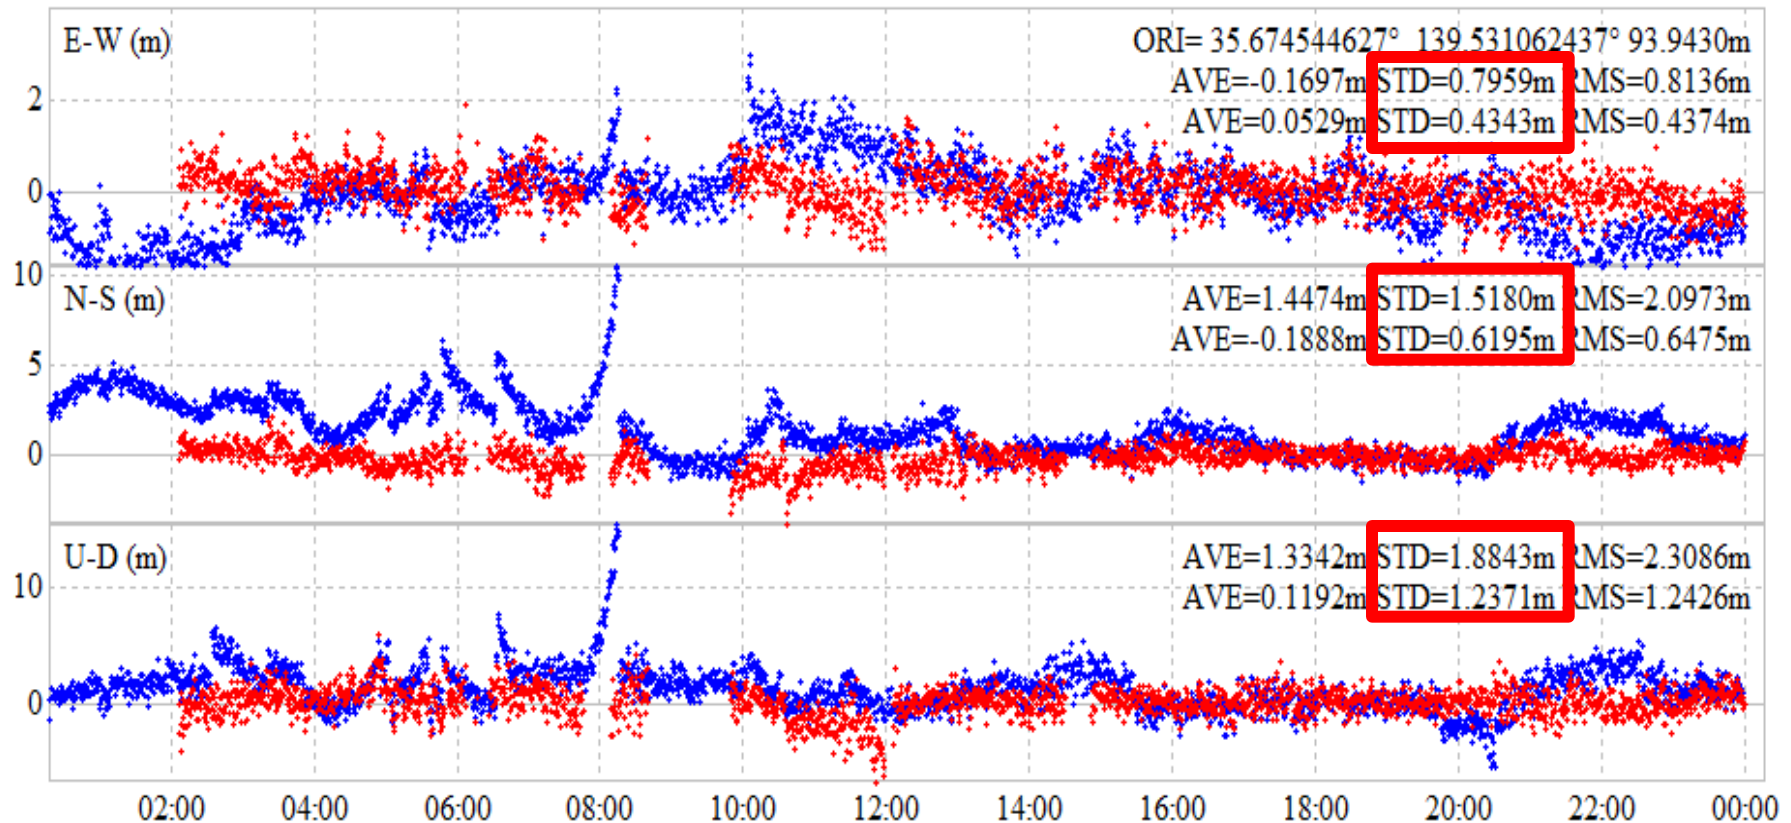 E-W (m)
ORI= 35.674544627° 139.531062437° 93.9430m
AVE=-0.1697m STD=0.7959m RMS=0.8136m
AVE=0.0529m STD=0.4343m RMS=0.4374m
2
0
10
N-S (m)
AVE=1.4474m STD=1.5180m RMS=2.0973m
AVE=-0.1888m STD=0.6195m RMS=0.6475m
5
0
U-D (m)
AVE=1.3342m STD=1.8843m RMS=2.3086m
10
AVE=0.1192m STD=1.2371m RMS=1.2426m
0
02:00 04:00 06:00 08:00 10:00 12:00 14:00 16:00 18:00 20:00 22:00 00:00